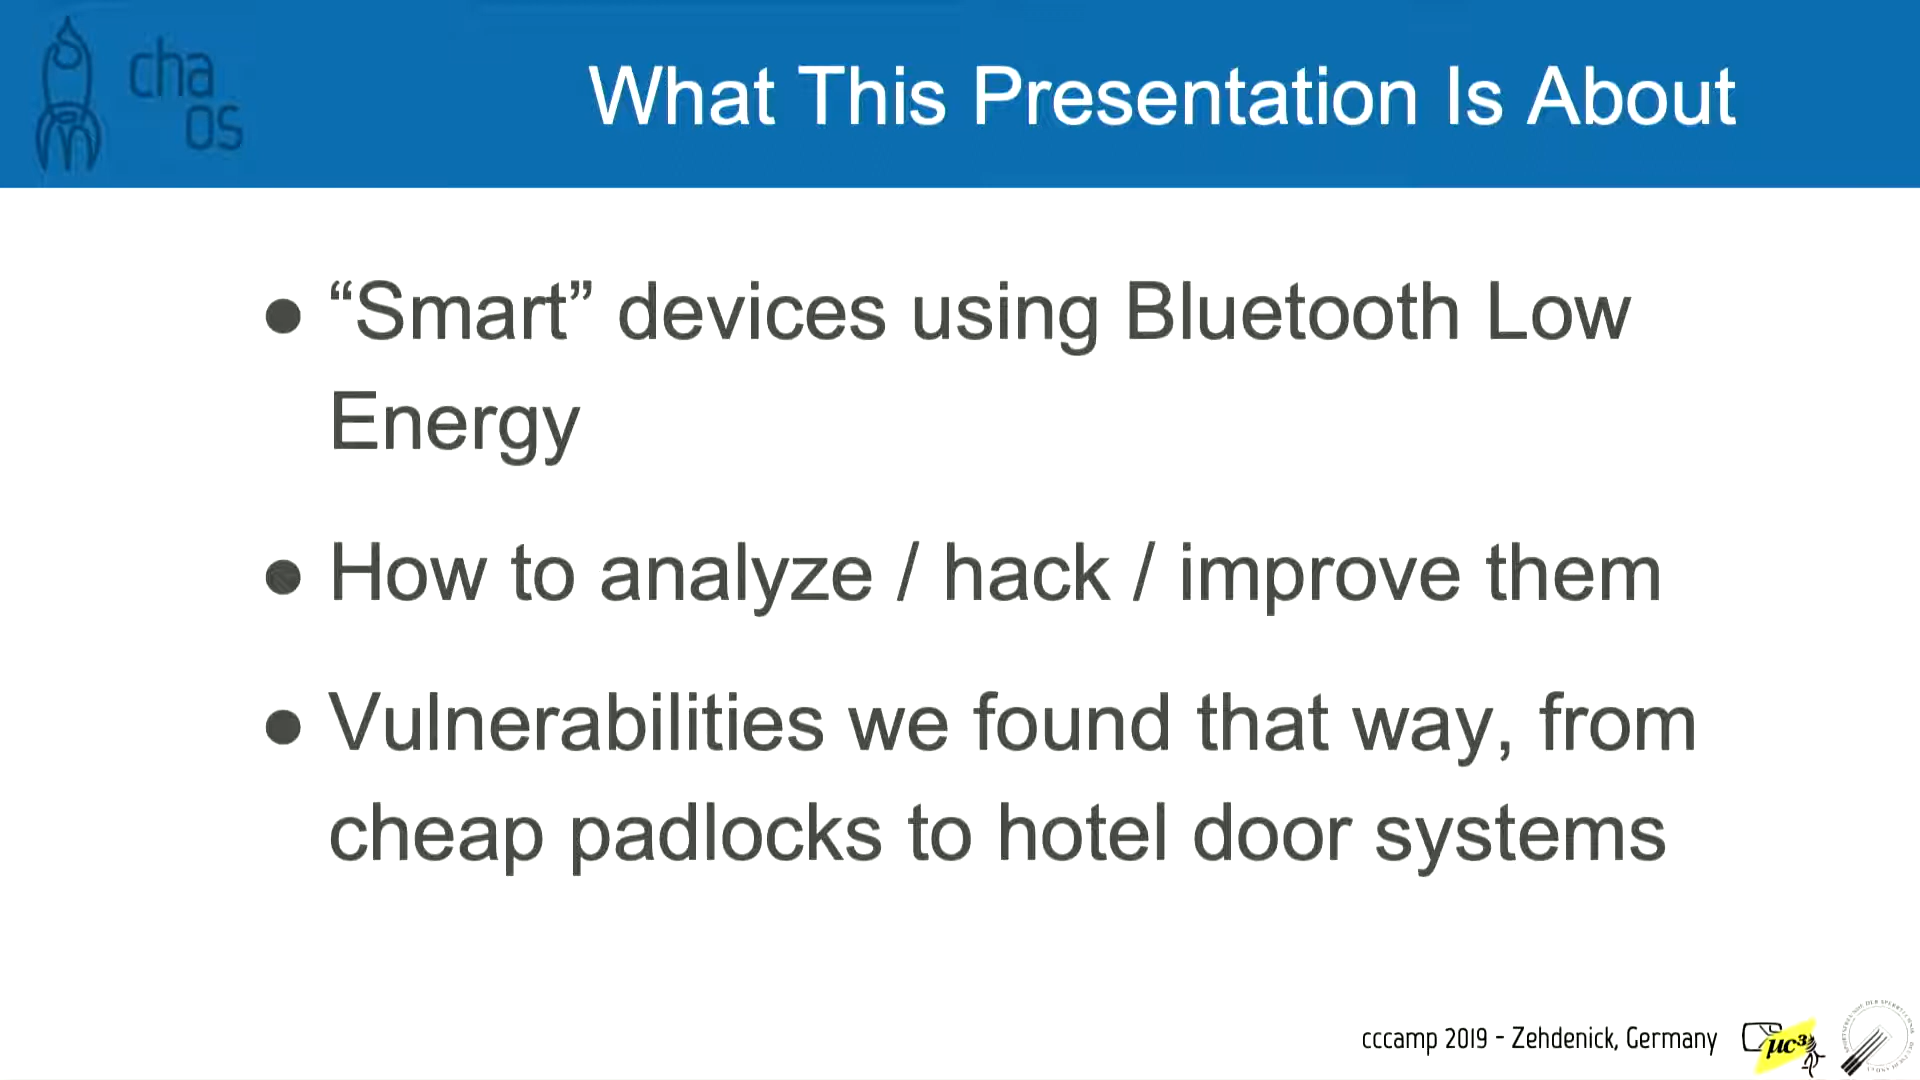 cha
os
What This Presentation Is About
● “Smart” devices using Bluetooth Low
Energy
● How to analyze / hack / improve them
● Vulnerabilities we found that way, from
cheap padlocks to hotel door systems
cccamp 2019 - Zehdenick, Germany
µc³